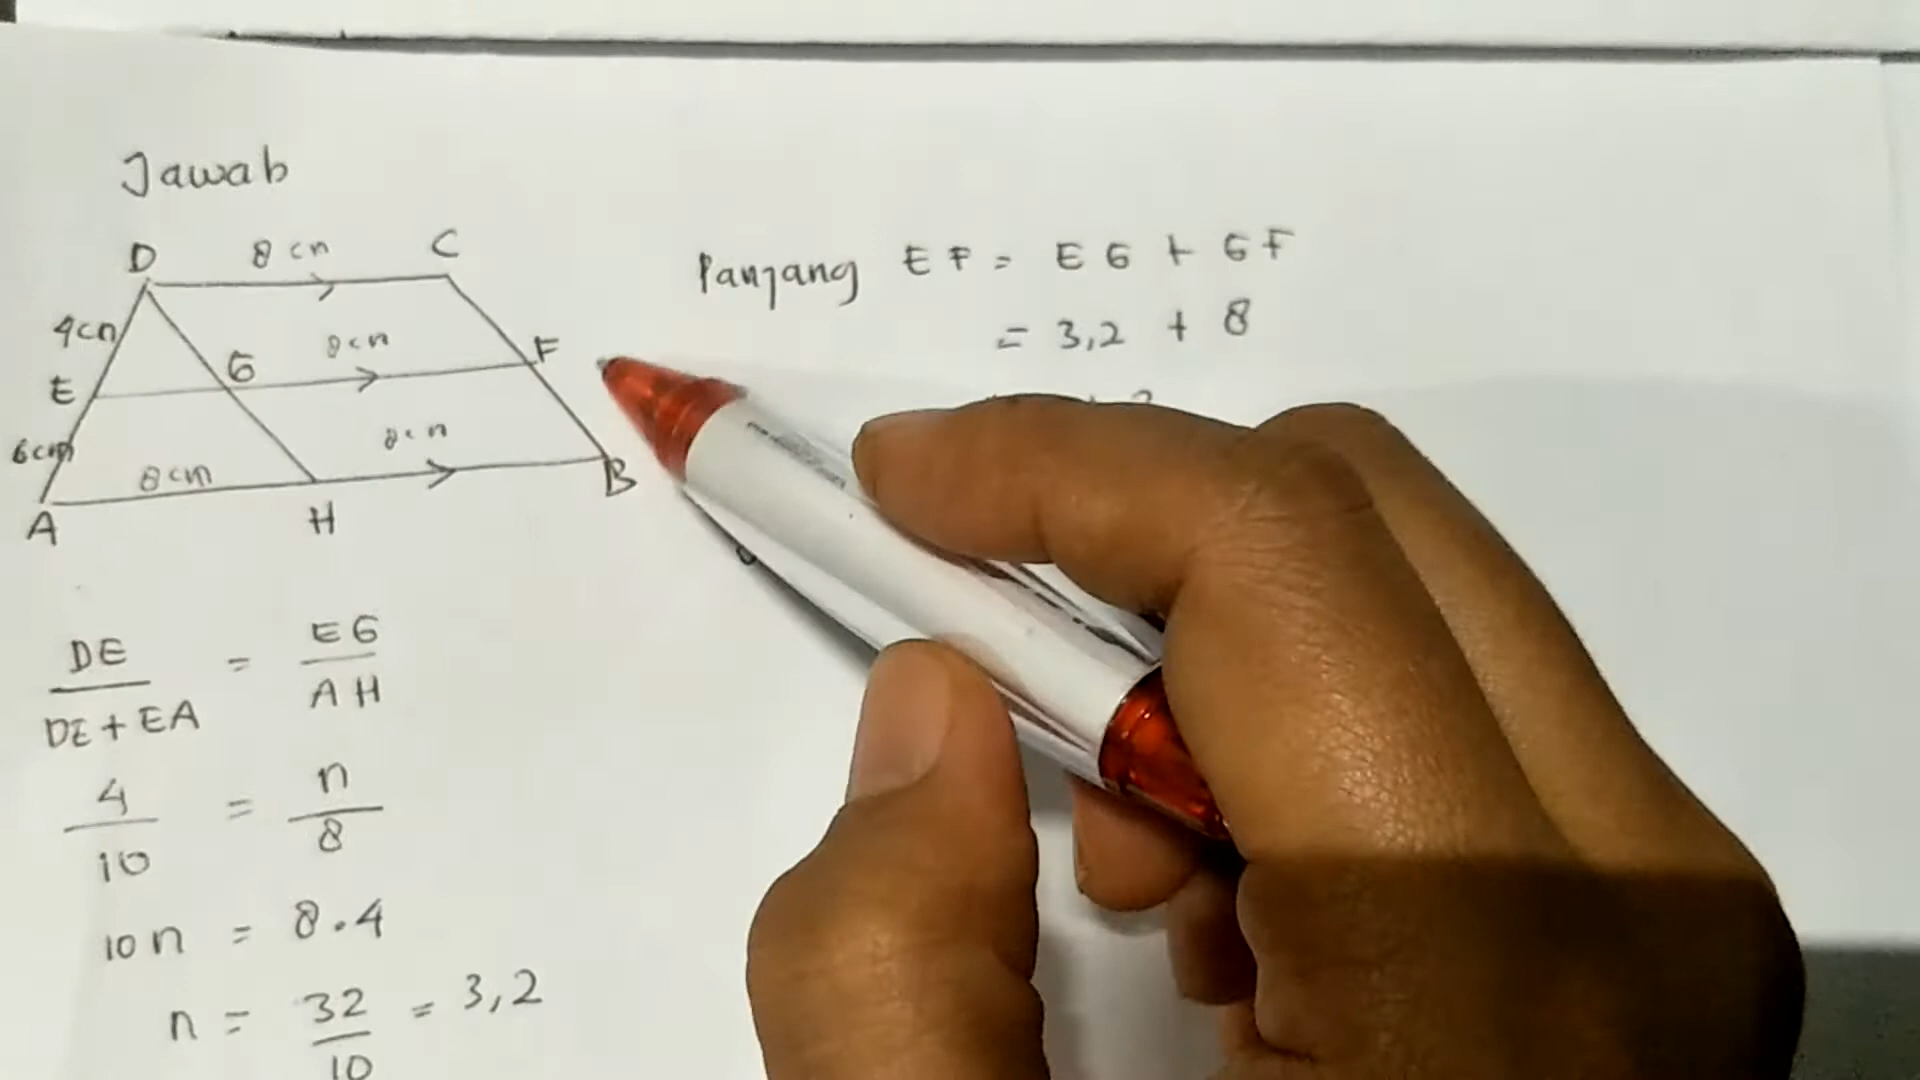 Jawab
D 8 cm C
4cm 8cm F
E G
6cm 8cm 8cm B
A H
DE / DE + EA = EG / AH
4 / 10 = n / 8
10 n = 8.4
n = 32 / 10 = 3,2
Panjang EF = EG + GF
= 3,2 + 8